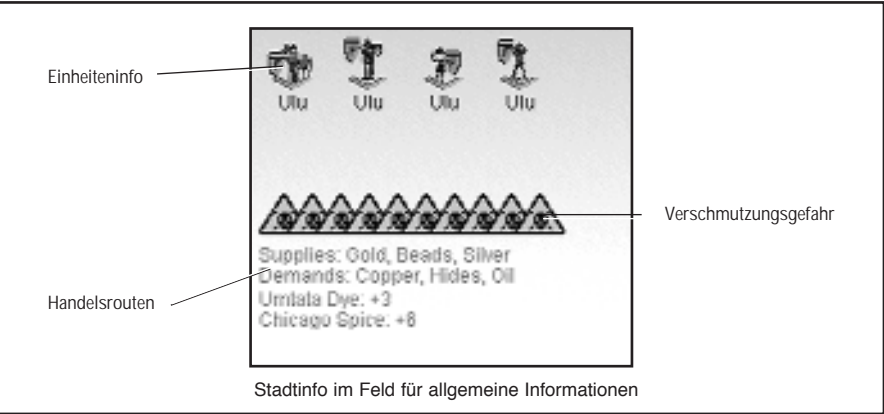 Einheiteninfo
Ulu Ulu Ulu Ulu
Verschmutzungsgefahr
Supplies: Gold, Beads, Silver
Demands: Copper, Hides, Oil
Handelsrouten
Umtata Dye: +3
Chicago Spice: +8
Stadtinfo im Feld für allgemeine Informationen